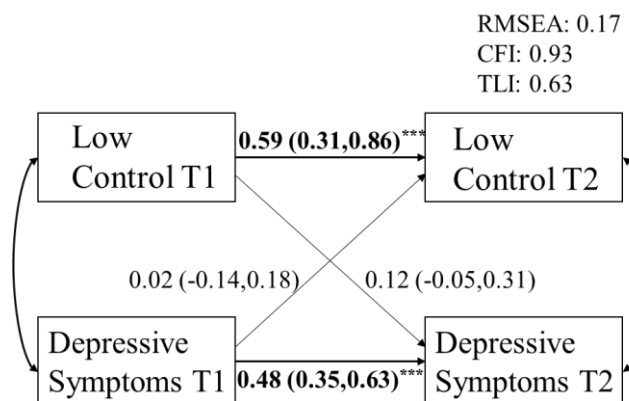 RMSEA: 0.17
CFI: 0.93
TLI: 0.63
Low
Control T1
0.59 (0.31,0.86)***
Low
Control T2
0.02 (-0.14,0.18)
0.12 (-0.05,0.31)
Depressive
Symptoms T1
0.48 (0.35,0.63)***
Depressive
Symptoms T2